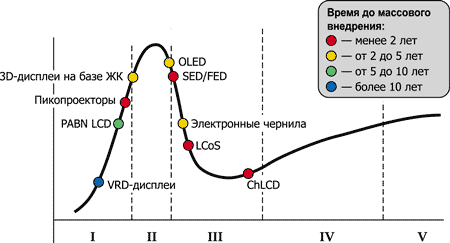 Время до массового
внедрения:
— менее 2 лет
— от 2 до 5 лет
— от 5 до 10 лет
— более 10 лет
OLED
3D-дисплеи на базе ЖК
SED/FED
Пикопроекторы
PABN LCD
Электронные чернила
LCoS
VRD-дисплеи
ChLCD
I II III IV V